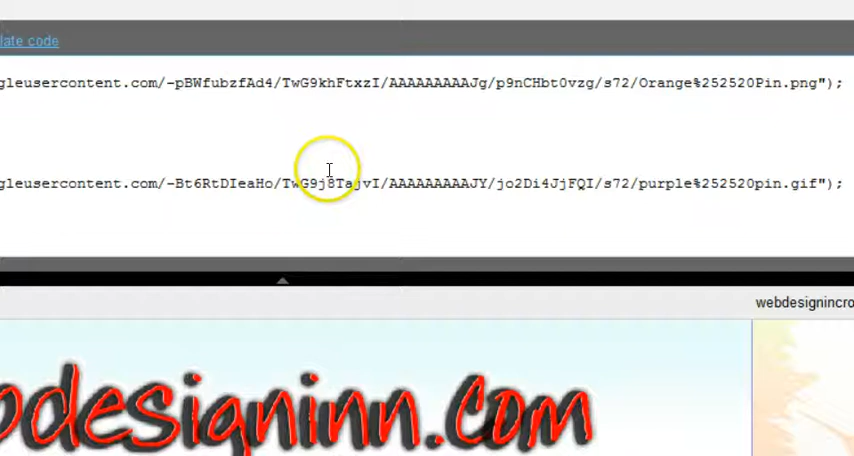 late code
gleusercontent.com/-pBWfubzfAd4/TwG9khFtxzI/AAAAAAAAAJg/p9nCHbt0vzg/s72/Orange%252520Pin.png");
gleusercontent.com/-Bt6RtDIeaHo/TwG9j8TajvI/AAAAAAAAAJY/jo2Di4JjFQI/s72/purple%252520pin.gif");
webdesignincro
odesigninn.com